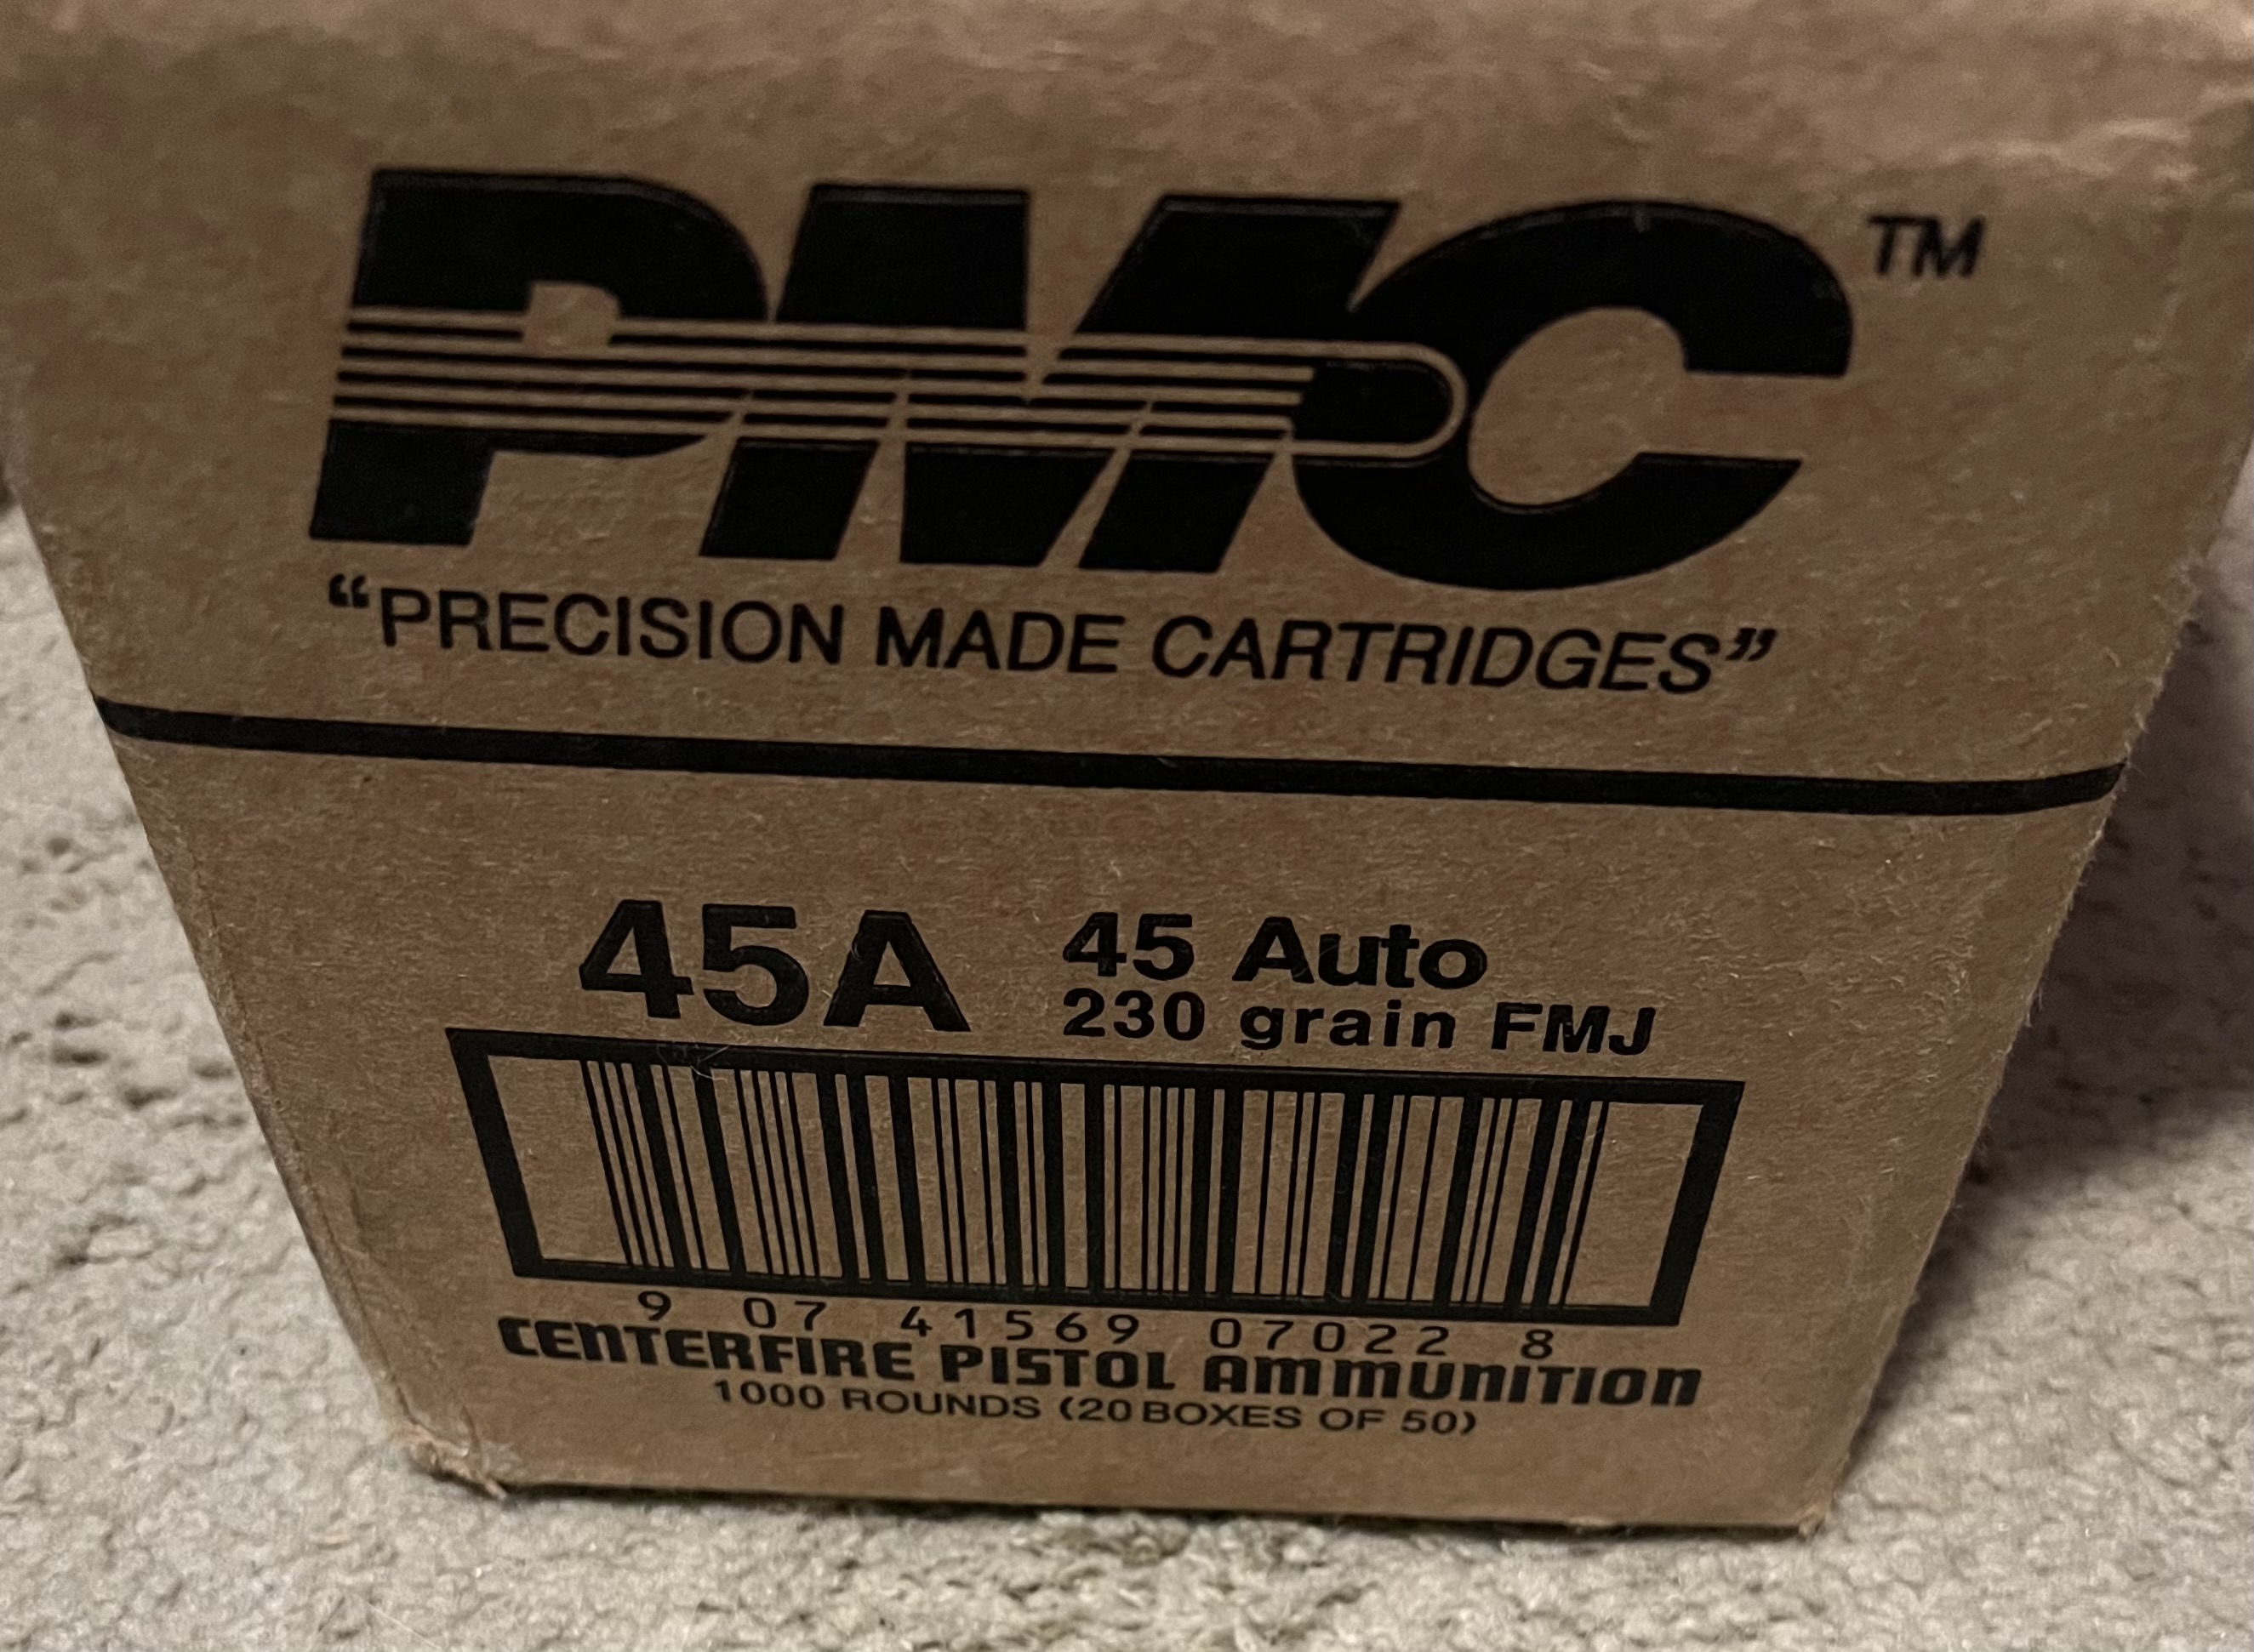 PMC™
“PRECISION MADE CARTRIDGES”
45A 45 Auto
230 grain FMJ
9 07 41569 07022 8
CENTERFIRE PISTOL AMMUNITION
1000 ROUNDS (20 BOXES OF 50)